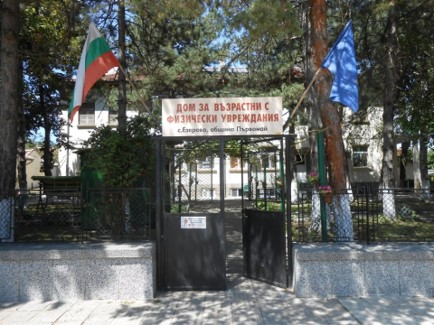 ДОМ ЗА ВЪЗРАСТНИ С
ФИЗИЧЕСКИ УВРЕЖДАНИЯ
с.Езерово, община Първомай